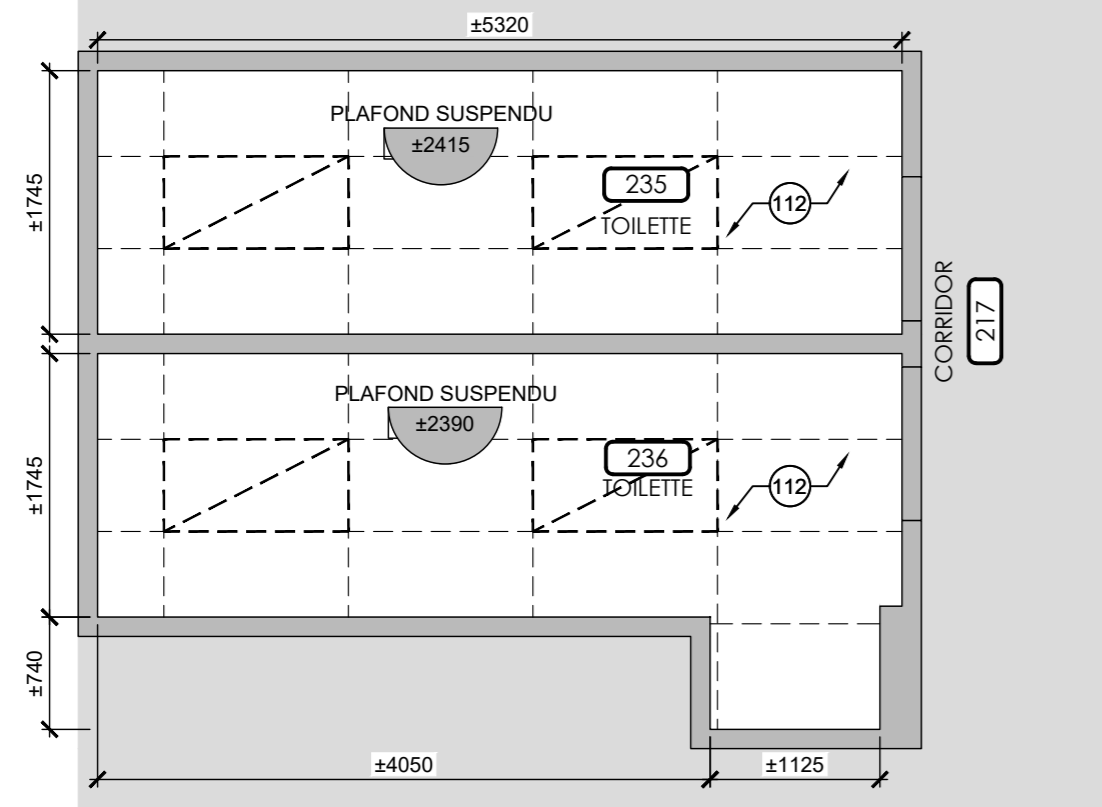 ±5320
PLAFOND SUSPENDU
±2415
235
TOILETTE
112
±1745
CORRIDOR
217
PLAFOND SUSPENDU
±2390
236
TOILETTE
112
±1745
±740
±4050
±1125